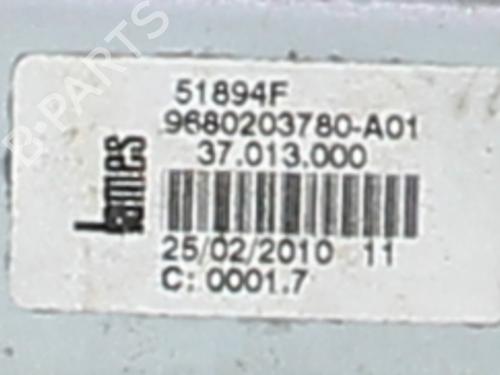 B-PARTS
51894F
9680203780-A01
37.013.000
Lames
25/02/2010 11
C: 0001.7